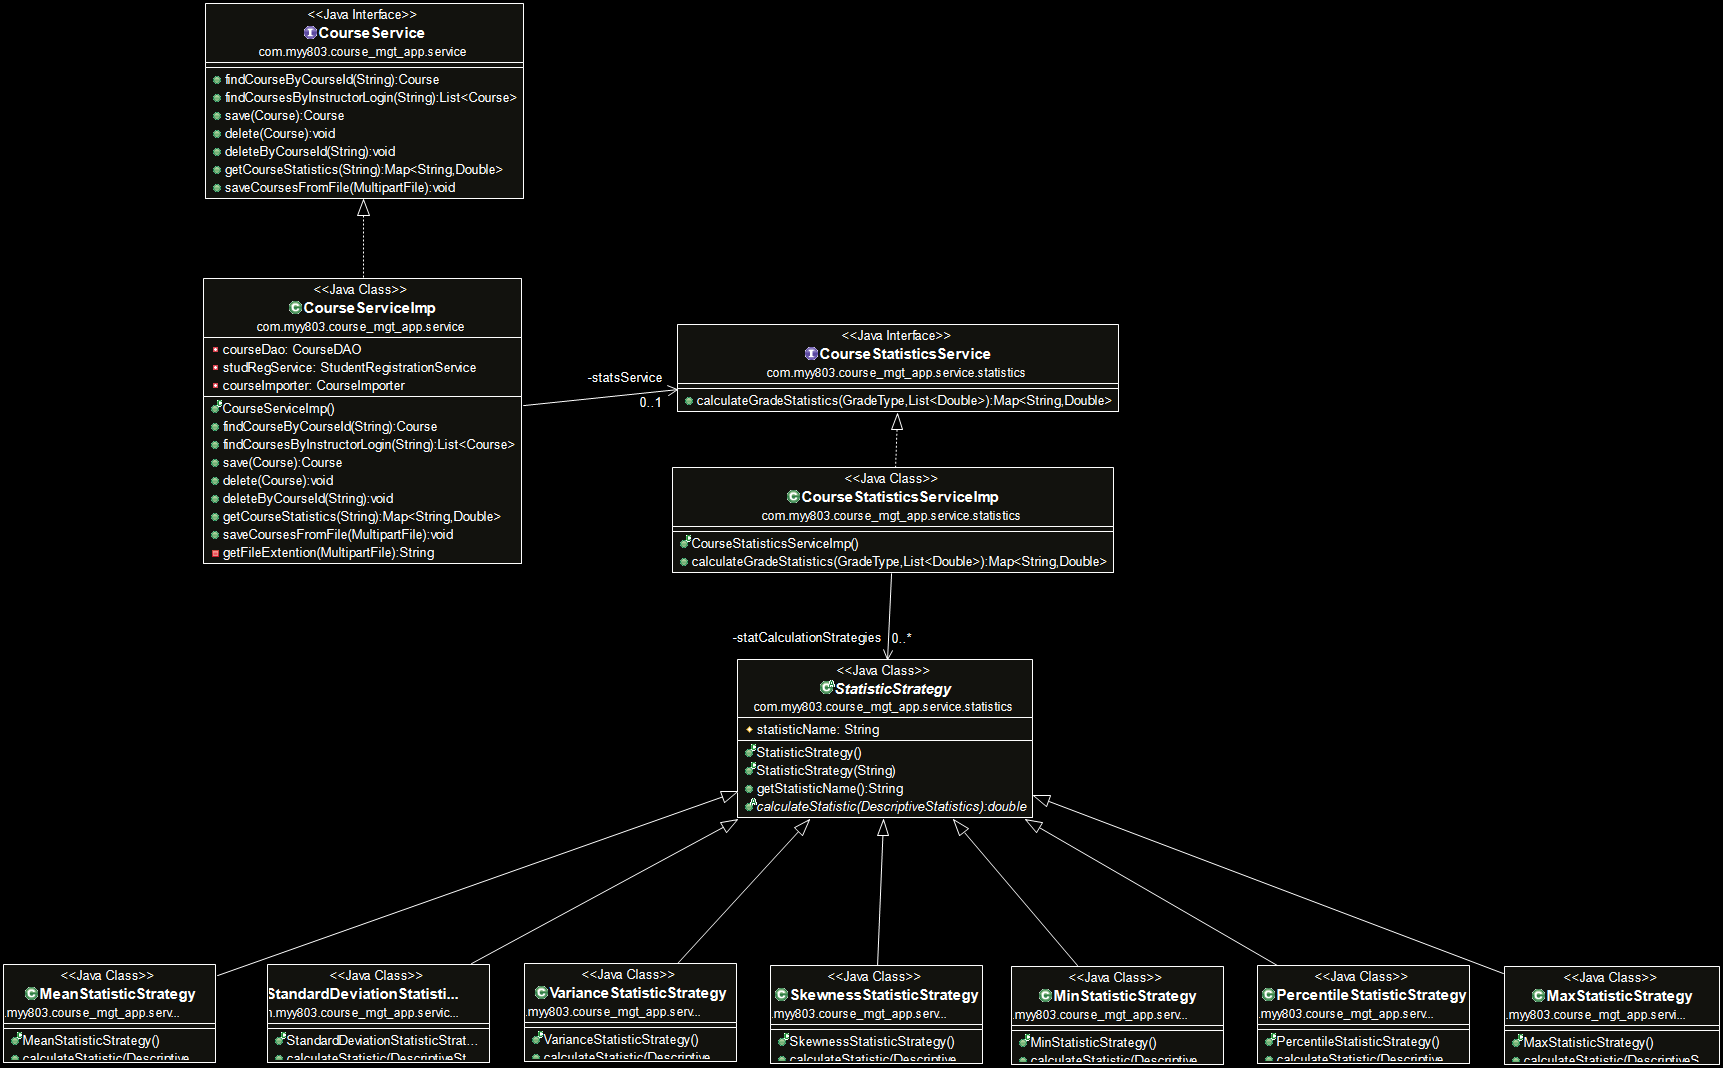 <<Java Interface>>
CourseService
com.myy803.course_mgt_app.service
findCourseByCourseId(String):Course
findCoursesByInstructorLogin(String):List<Course>
save(Course):Course
delete(Course):void
deleteByCourseId(String):void
getCourseStatistics(String):Map<String,Double>
saveCoursesFromFile(MultipartFile):void
<<Java Class>>
CourseServiceImp
com.myy803.course_mgt_app.service
courseDao: CourseDAO
studRegService: StudentRegistrationService
courseImporter: CourseImporter
CourseServiceImp()
findCourseByCourseId(String):Course
findCoursesByInstructorLogin(String):List<Course>
save(Course):Course
delete(Course):void
deleteByCourseId(String):void
getCourseStatistics(String):Map<String,Double>
saveCoursesFromFile(MultipartFile):void
getFileExtention(MultipartFile):String
-statsService
0..1
<<Java Interface>>
CourseStatisticsService
com.myy803.course_mgt_app.service.statistics
calculateGradeStatistics(GradeType,List<Double>):Map<String,Double>
<<Java Class>>
CourseStatisticsServiceImp
com.myy803.course_mgt_app.service.statistics
CourseStatisticsServiceImp()
calculateGradeStatistics(GradeType,List<Double>):Map<String,Double>
-statCalculationStrategies 0..*
<<Java Class>>
StatisticStrategy
com.myy803.course_mgt_app.service.statistics
statisticName: String
StatisticStrategy()
StatisticStrategy(String)
getStatisticName():String
calculateStatistic(DescriptiveStatistics):double
<<Java Class>>
MeanStatisticStrategy
.myy803.course_mgt_app.serv...
MeanStatisticStrategy()
calculateStatistic(Descriptive
<<Java Class>>
StandardDeviationStatisti...
.myy803.course_mgt_app.servic...
StandardDeviationStatisticStrat...
calculateStatistic(DescriptiveSt
<<Java Class>>
VarianceStatisticStrategy
.myy803.course_mgt_app.serv...
VarianceStatisticStrategy()
calculateStatistic(Descriptive
<<Java Class>>
SkewnessStatisticStrategy
.myy803.course_mgt_app.serv...
SkewnessStatisticStrategy()
calculateStatistic(Descriptive
<<Java Class>>
MinStatisticStrategy
.myy803.course_mgt_app.serv...
MinStatisticStrategy()
calculateStatistic(Descriptive
<<Java Class>>
PercentileStatisticStrategy
.myy803.course_mgt_app.serv...
PercentileStatisticStrategy()
calculateStatistic(Descriptive
<<Java Class>>
MaxStatisticStrategy
.myy803.course_mgt_app.servi...
MaxStatisticStrategy()
calculateStatistic(DescriptiveS